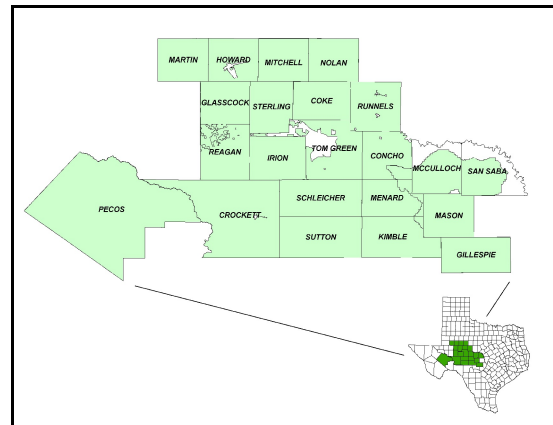 MARTIN HOWARD MITCHELL NOLAN
GLASSCOCK STERLING COKE RUNNELS
REAGAN IRION TOM GREEN CONCHO MCCULLOCH SAN SABA
PECOS CROCKETT SCHLEICHER MENARD MASON
SUTTON KIMBLE GILLESPIE